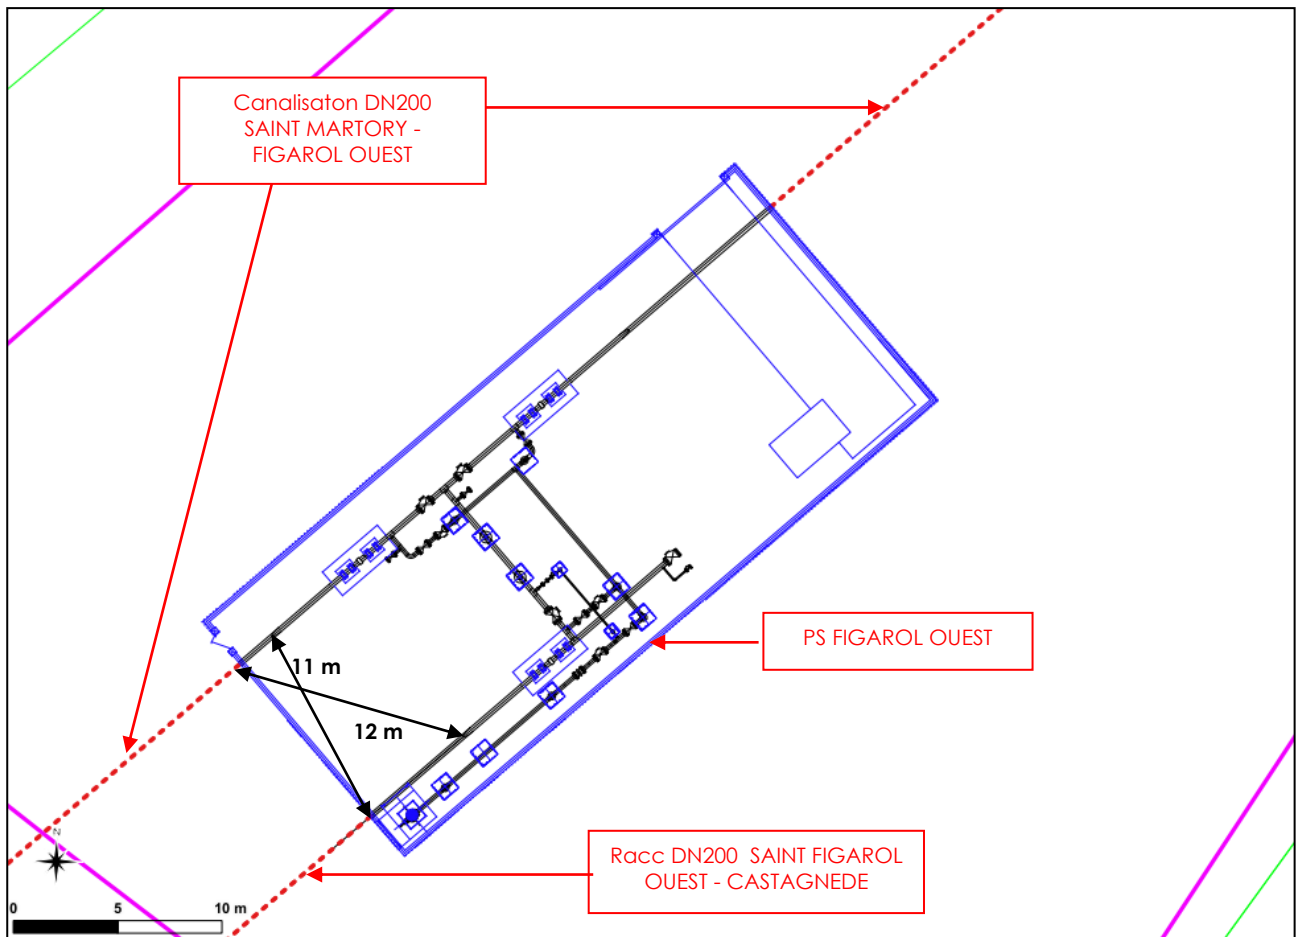 Canalisaton DN200
SAINT MARTORY -
FIGAROL OUEST
11 m
12 m
PS FIGAROL OUEST
Racc DN200 SAINT FIGAROL
OUEST - CASTAGNEDE
N
0 5 10 m